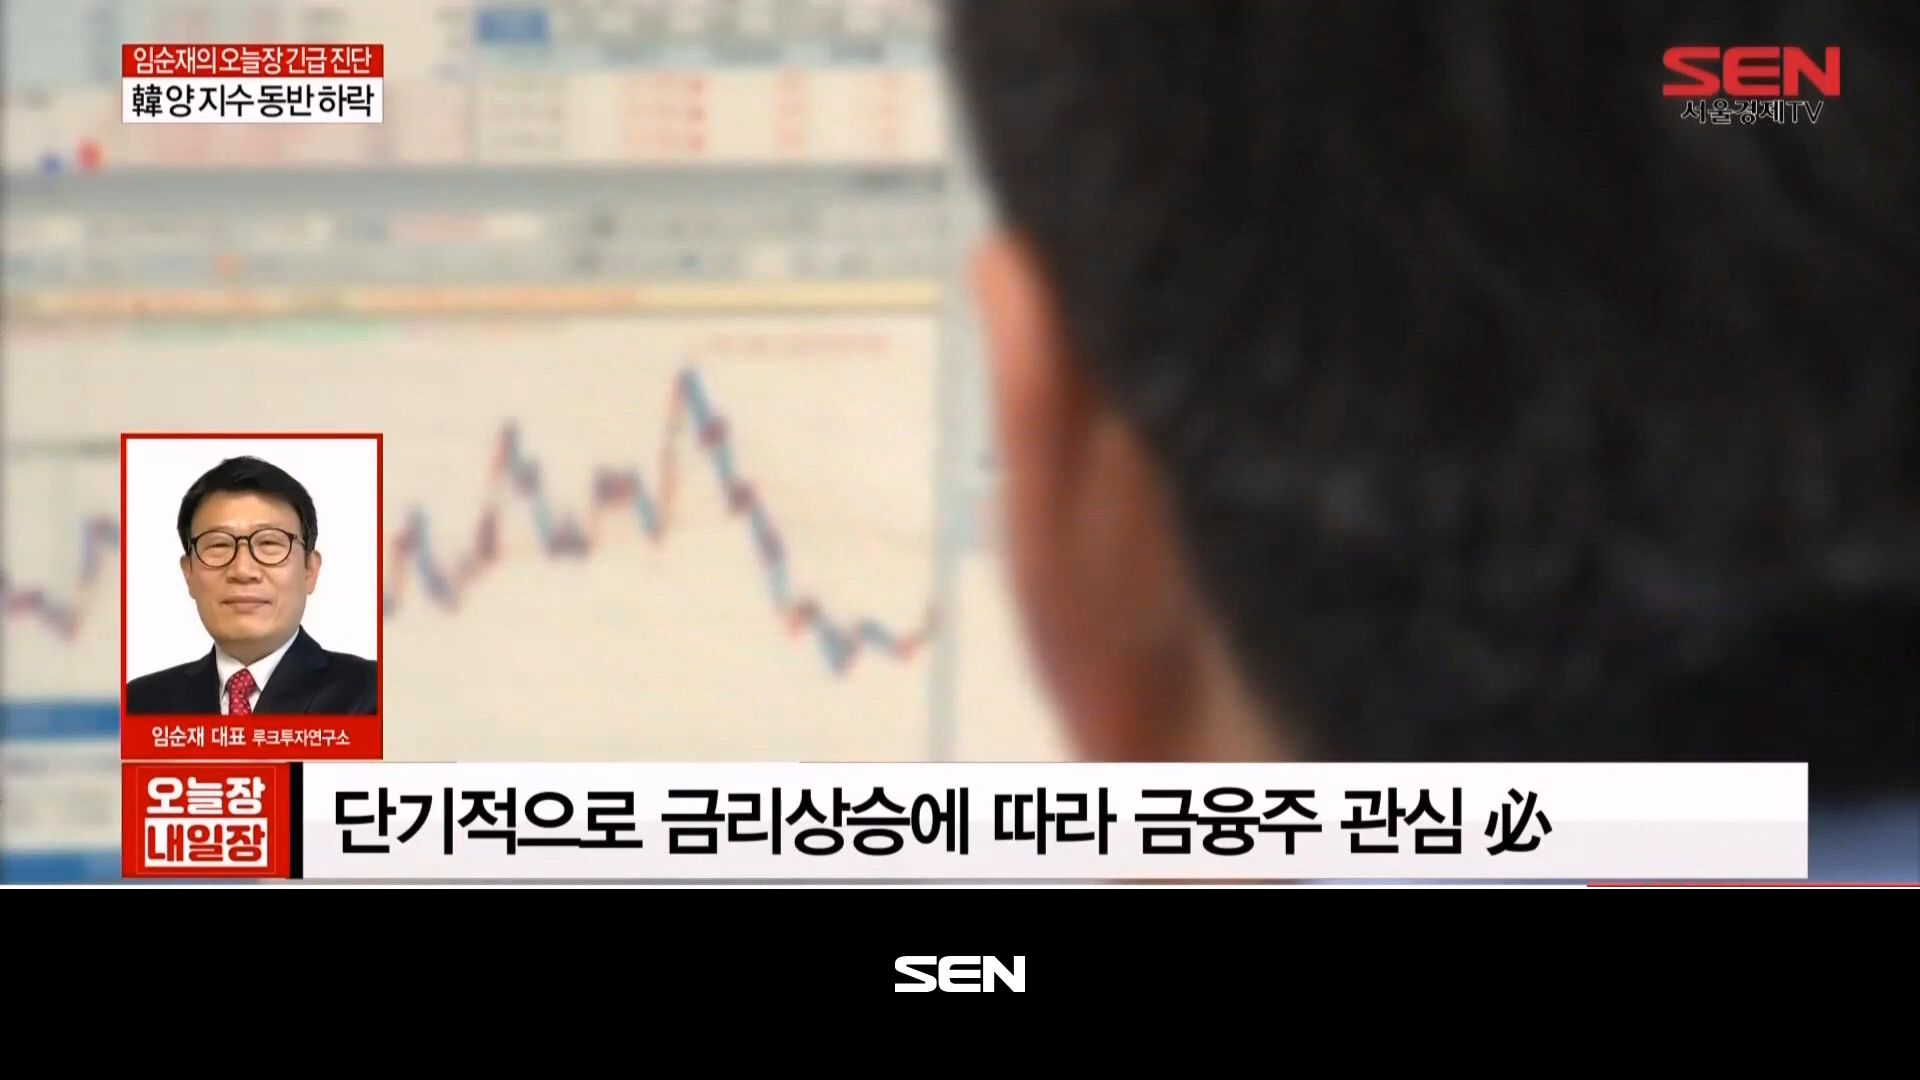 임순재의 오늘장 긴급 진단
韓 양 지수 동반 하락
SEN
서울경제TV
임순재 대표 루크투자연구소
오늘장
내일장
단기적으로 금리상승에 따라 금융주 관심 必
SEN